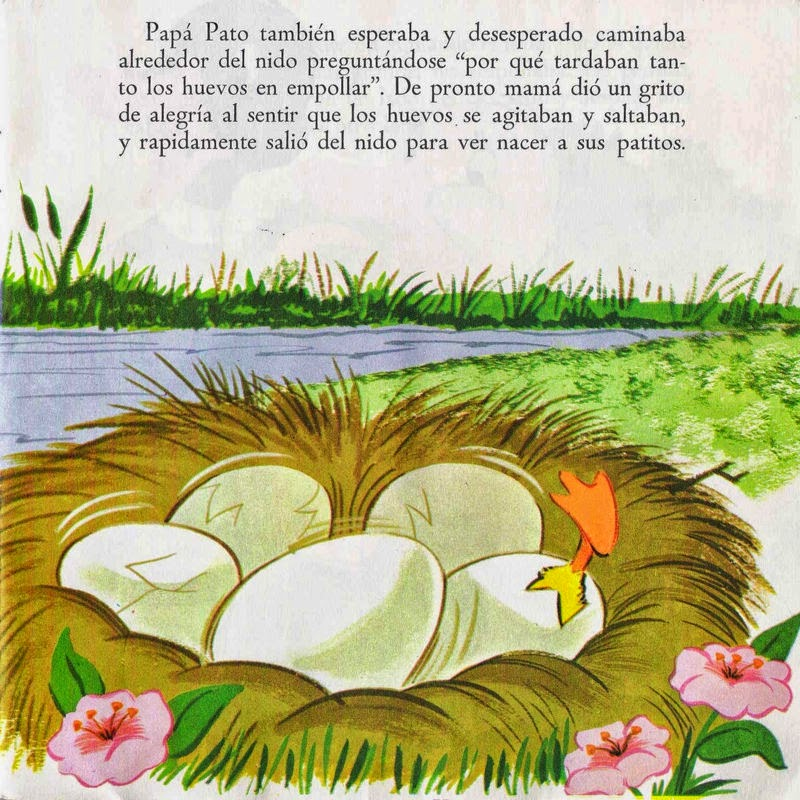 Papá Pato también esperaba y desesperado caminaba
alrededor del nido preguntándose “por qué tardaban tan-
to los huevos en empollar”. De pronto mamá dió un grito
de alegría al sentir que los huevos se agitaban y saltaban,
y rapidamente salió del nido para ver nacer a sus patitos.